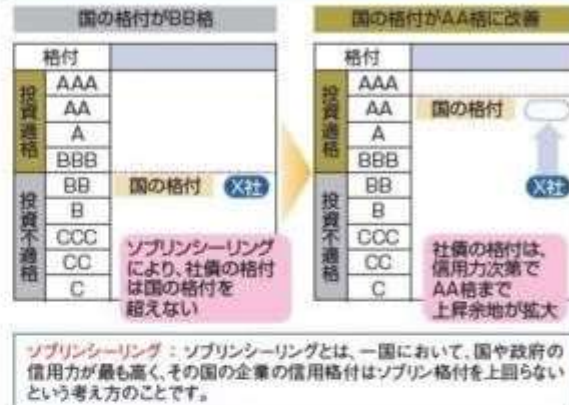 国の格付がBB格
格付
投資適格
AAA
AA
A
BBB
投資不適格
BB
国の格付
X社
B
CCC
CC
C
ソブリンシーリング
により、社債の格付
は国の格付を
超えない
国の格付がAA格に改善
格付
投資適格
AAA
AA
国の格付
A
BBB
投資不適格
BB
X社
B
CCC
CC
C
社債の格付は、
信用力次第で
AA格まで
上昇余地が拡大
ソブリンシーリング：ソブリンシーリングとは、一国において、国や政府の
信用力が最も高く、その国の企業の信用格付はソブリン格付を上回らない
という考え方のことです。